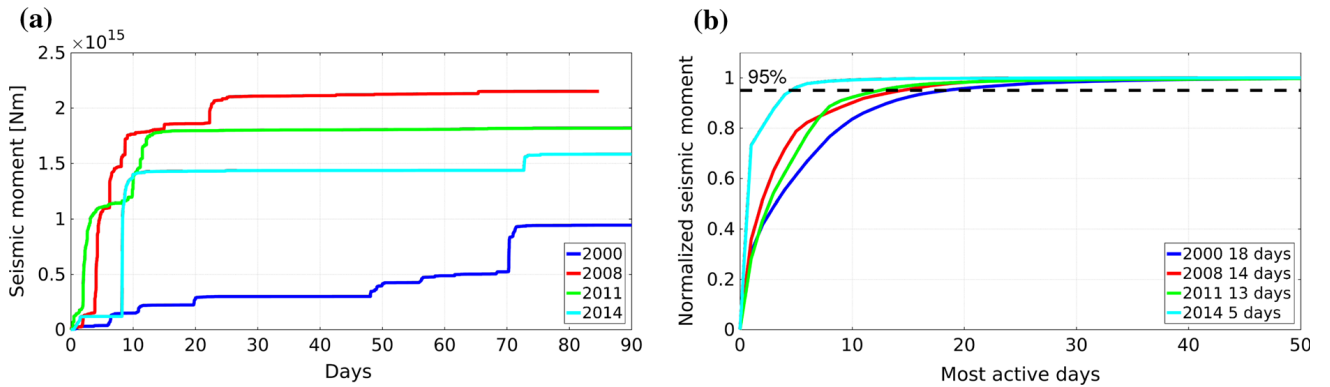 (a)
×10^15
Seismic moment [Nm]
2.5
2
1.5
1
0.5
0
0 10 20 30 40 50 60 70 80 90
Days
2000
2008
2011
2014
(b)
Normalized seismic moment
1
0.8
0.6
0.4
0.2
0
95%
0 10 20 30 40 50
Most active days
2000 18 days
2008 14 days
2011 13 days
2014 5 days